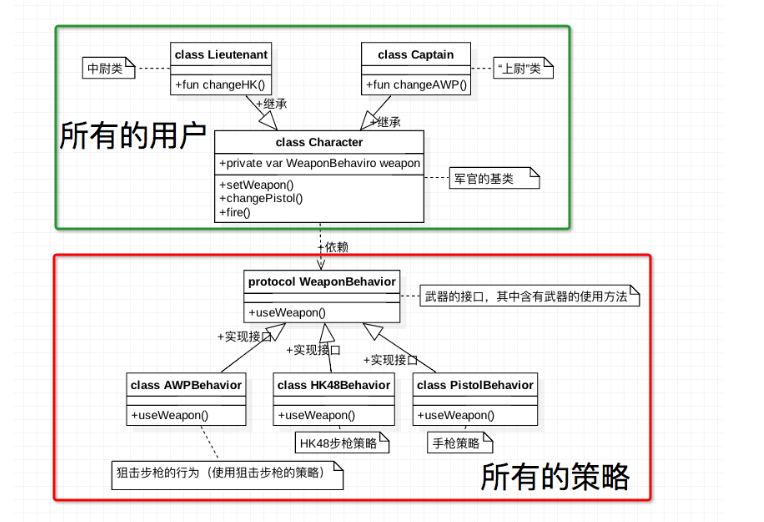 class Lieutenant
+fun changeHK()
中尉类
class Captain
+fun changeAWP()
“上尉”类
+继承
+继承
所有的用户
class Character
+private var WeaponBehaviro weapon
+setWeapon()
+changePistol()
+fire()
军官的基类
+依赖
protocol WeaponBehavior
+useWeapon()
武器的接口，其中含有武器的使用方法
+实现接口
+实现接口
+实现接口
class AWPBehavior
+useWeapon()
class HK48Behavior
+useWeapon()
class PistolBehavior
+useWeapon()
HK48步枪策略
手枪策略
狙击步枪的行为（使用狙击步枪的策略）
所有的策略